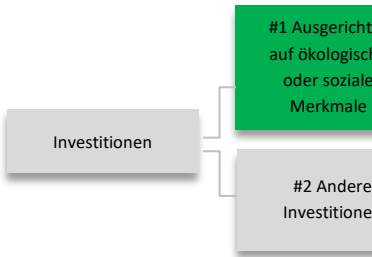 #1 Ausgericht
auf ökologisch
oder soziale
Merkmale
Investitionen
#2 Andere
Investitione